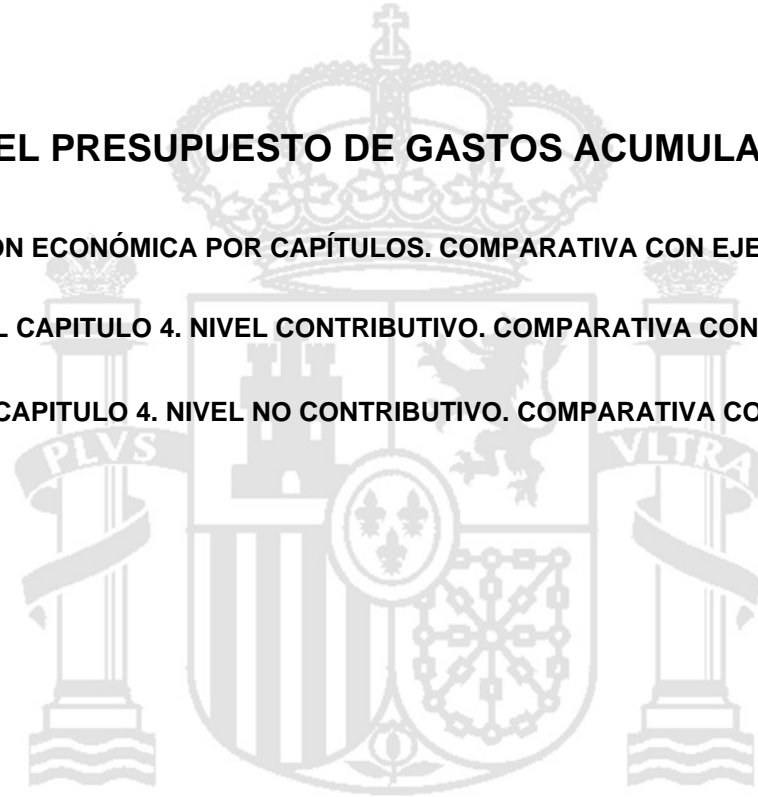 EL PRESUPUESTO DE GASTOS ACUMULA
ON ECONÓMICA POR CAPÍTULOS. COMPARATIVA CON EJE
L CAPITULO 4. NIVEL CONTRIBUTIVO. COMPARATIVA CON
CAPITULO 4. NIVEL NO CONTRIBUTIVO. COMPARATIVA CO
PLVS VLTRA